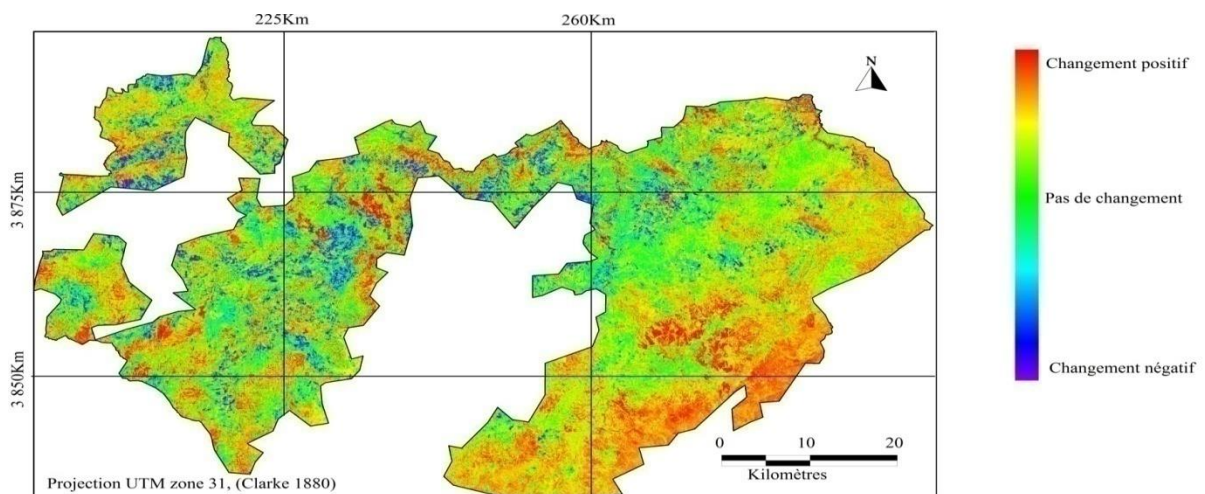 225Km
260Km
N
3 875Km
3 850Km
Changement positif
Pas de changement
Changement négatif
0 10 20
Kilomètres
Projection UTM zone 31, (Clarke 1880)